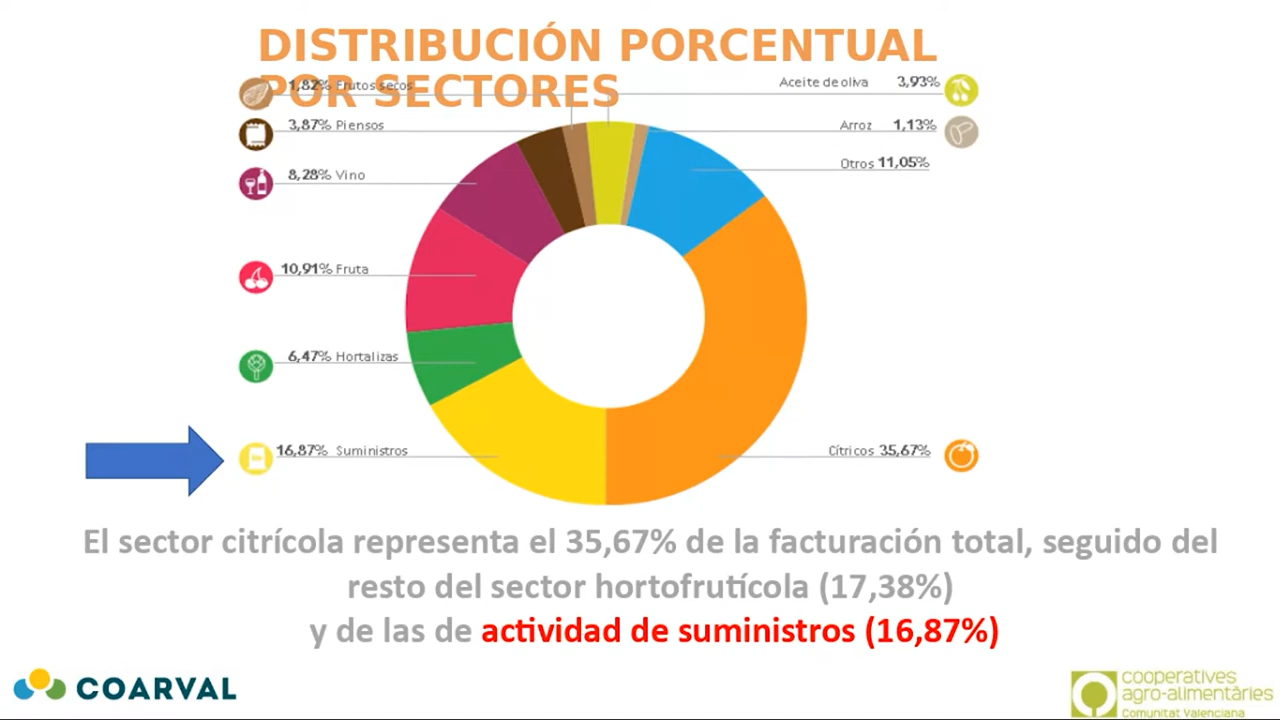 DISTRIBUCIÓN PORCENTUAL
POR SECTORES
1,82% Frutos secos
Aceite de oliva 3,93%
3,87% Piensos
Arroz 1,13%
Otros 11,05%
8,28% Vino
10,91% Fruta
6,47% Hortalizas
16,87% Suministros
Cítricos 35,67%
El sector citrícola representa el 35,67% de la facturación total, seguido del
resto del sector hortofrutícola (17,38%)
y de las de actividad de suministros (16,87%)
COARVAL
cooperatives
agro-alimentàries
Comunitat Valenciana